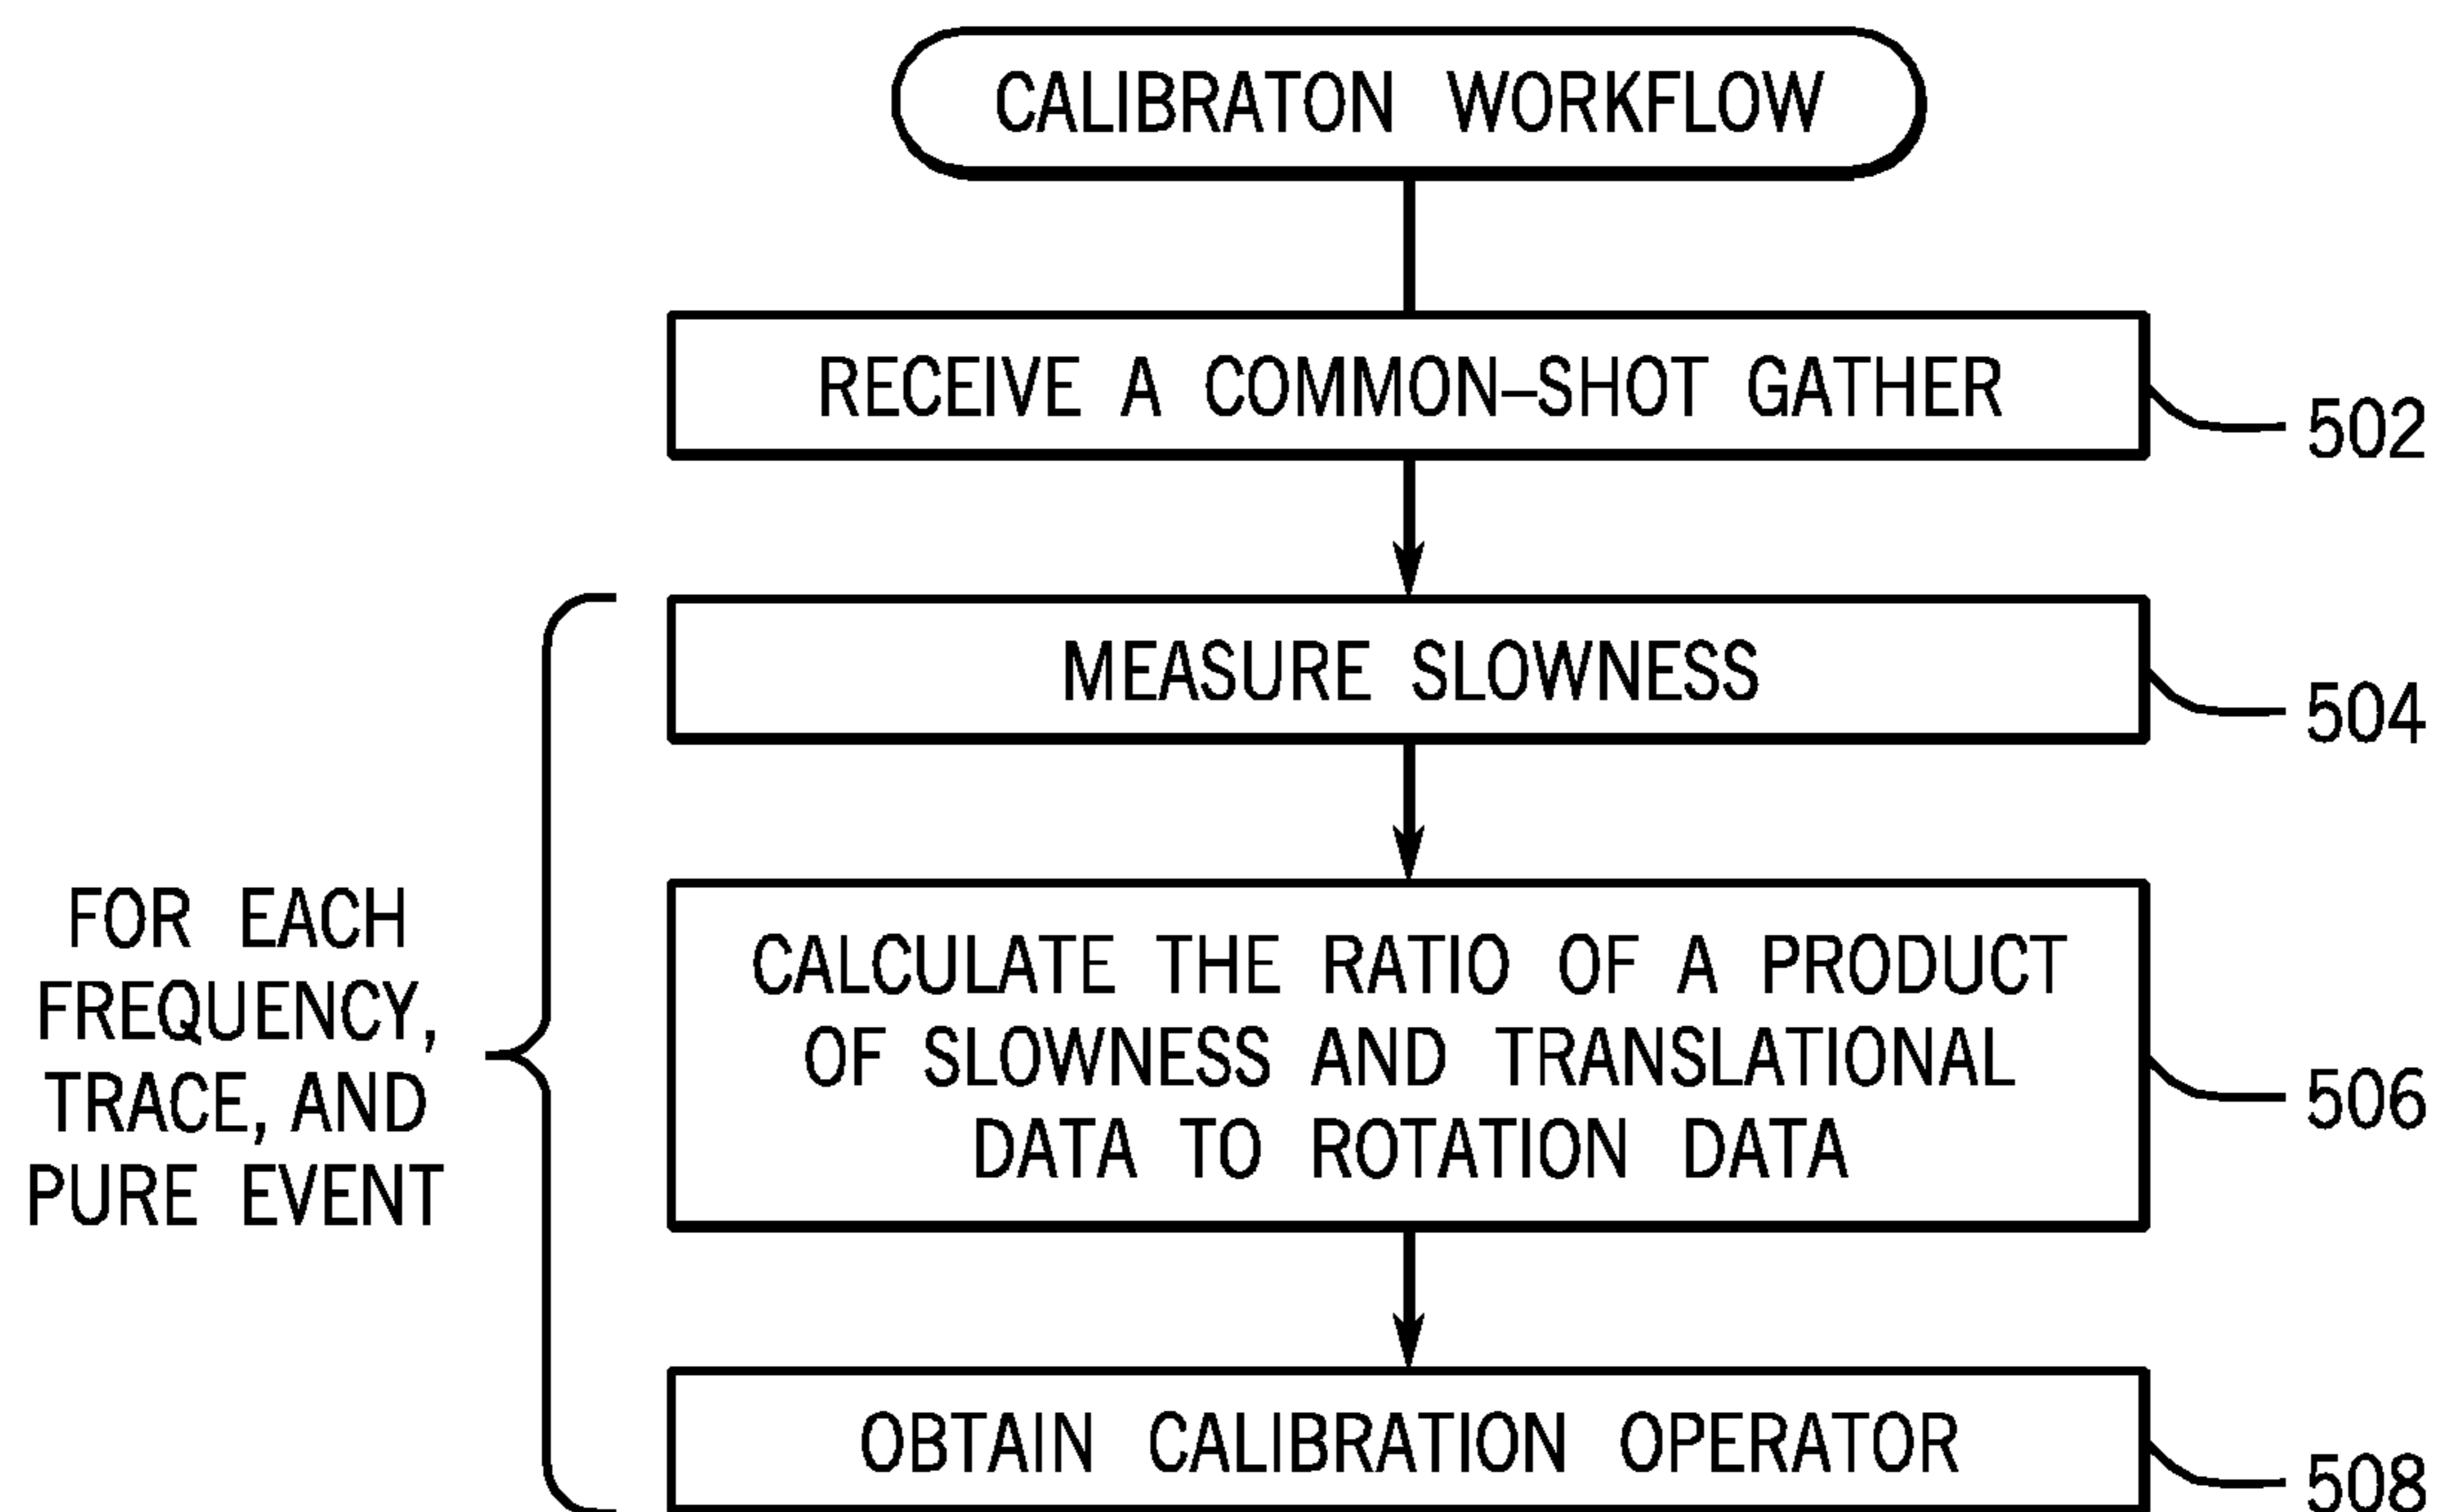 CALIBRATON WORKFLOW
RECEIVE A COMMON–SHOT GATHER
502
MEASURE SLOWNESS
504
FOR EACH
FREQUENCY,
TRACE, AND
PURE EVENT
CALCULATE THE RATIO OF A PRODUCT
OF SLOWNESS AND TRANSLATIONAL
DATA TO ROTATION DATA
506
OBTAIN CALIBRATION OPERATOR
508